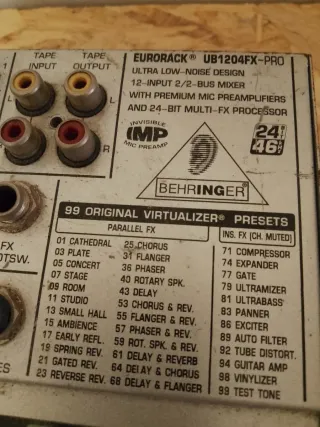 TAPE INPUT
TAPE OUTPUT
L
R
EURORACK® UB1204FX-PRO
ULTRA LOW-NOISE DESIGN
12-INPUT 2/2-BUS MIXER
WITH PREMIUM MIC PREAMPLIFIERS
AND 24-BIT MULTI-FX PROCESSOR
INVISIBLE
IMP
MIC PREAMP
24 BIT
46 kHz
BEHRINGER
99 ORIGINAL VIRTUALIZER® PRESETS
PARALLEL FX
INS. FX (CH. MUTED)
01 CATHEDRAL 25 CHORUS 71 COMPRESSOR
03 PLATE 31 FLANGER 74 EXPANDER
05 CONCERT 36 PHASER 77 GATE
07 STAGE 40 ROTARY SPK. 79 ULTRAMIZER
09 ROOM 43 DELAY 81 ULTRABASS
11 STUDIO 53 CHORUS & REV. 83 PANNER
13 SMALL HALL 55 FLANGER & REV. 86 EXCITER
15 AMBIENCE 57 PHASER & REV. 89 AUTO FILTER
17 EARLY REFL. 59 ROT. SPK. & REV. 92 TUBE DISTORT.
19 SPRING REV. 61 DELAY & REVERB 94 GUITAR AMP
21 GATED REV. 64 DELAY & CHORUS 96 VINYLIZER
23 REVERSE REV. 68 DELAY & FLANGER 99 TEST TONE
FX
OTSW.
ES